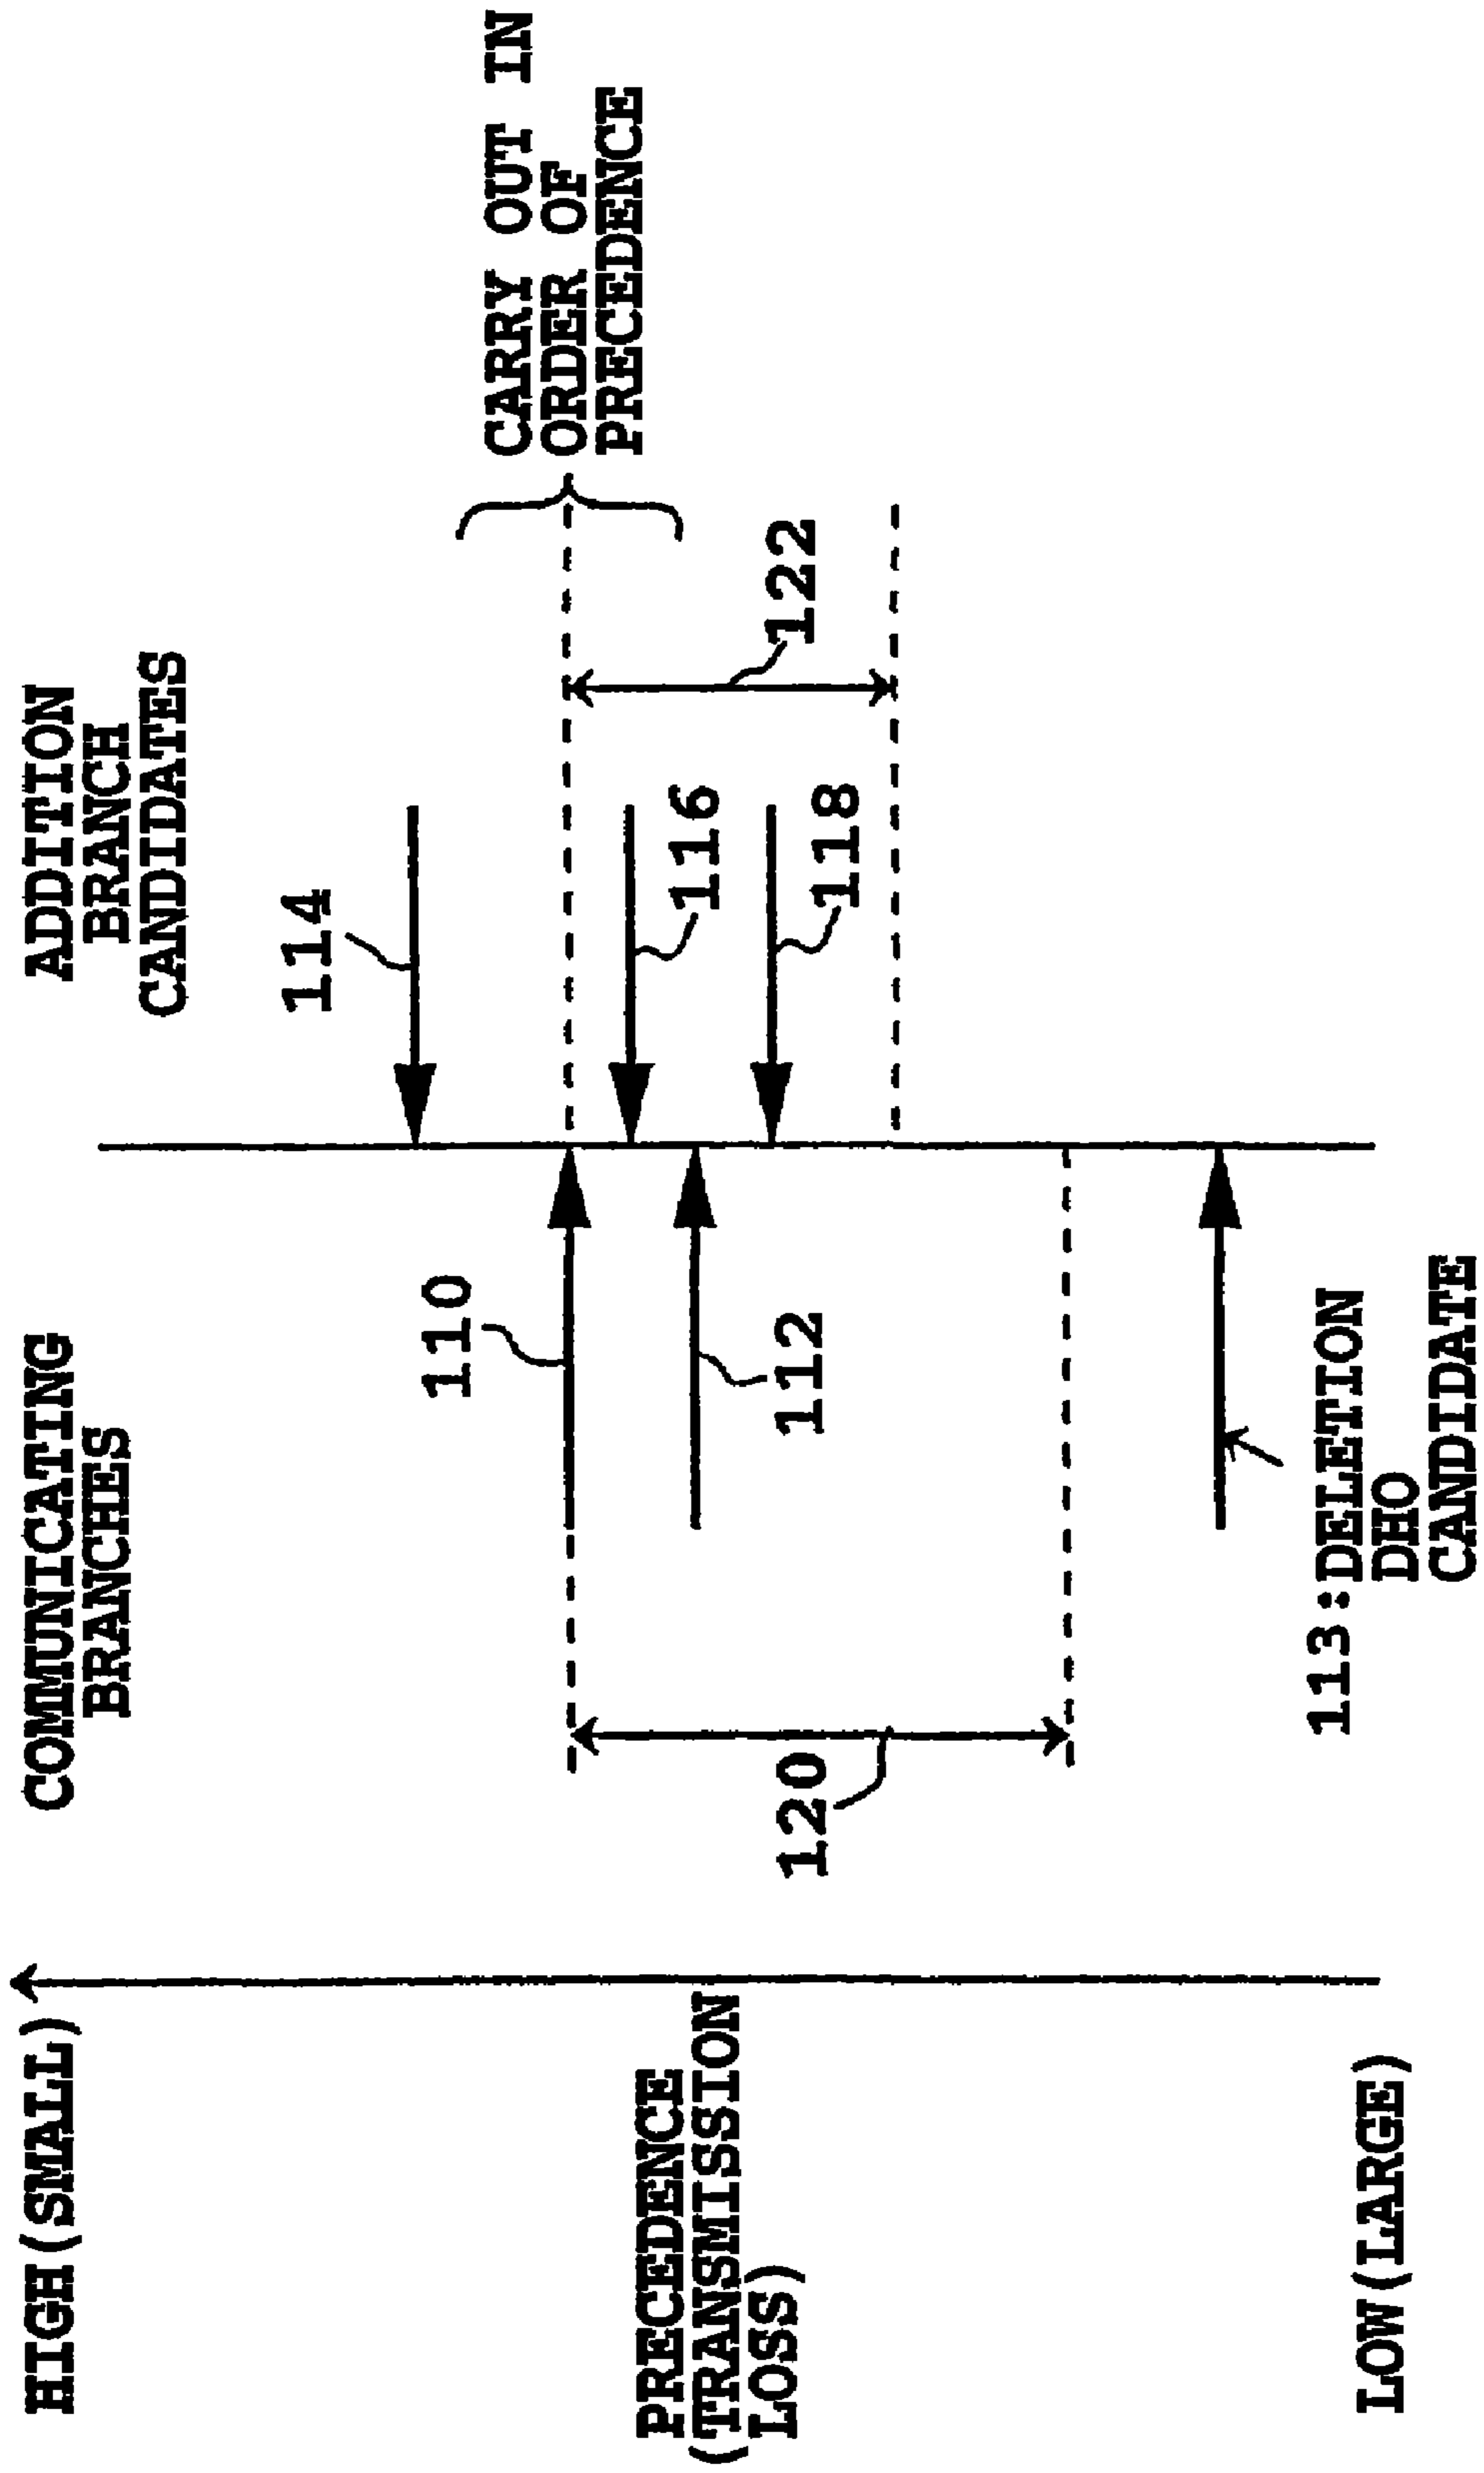 HIGH(SMALL)
PRECEDENCE
(TRANSMISSION
LOSS)
LOW(LARGE)
COMMUNICATING
BRANCHES
110
112
120
113:DELETION
DHO
CANDIDATE
ADDITION
BRANCH
CANDIDATES
114
116
118
122
CARRY OUT IN
ORDER OF
PRECEDENCE